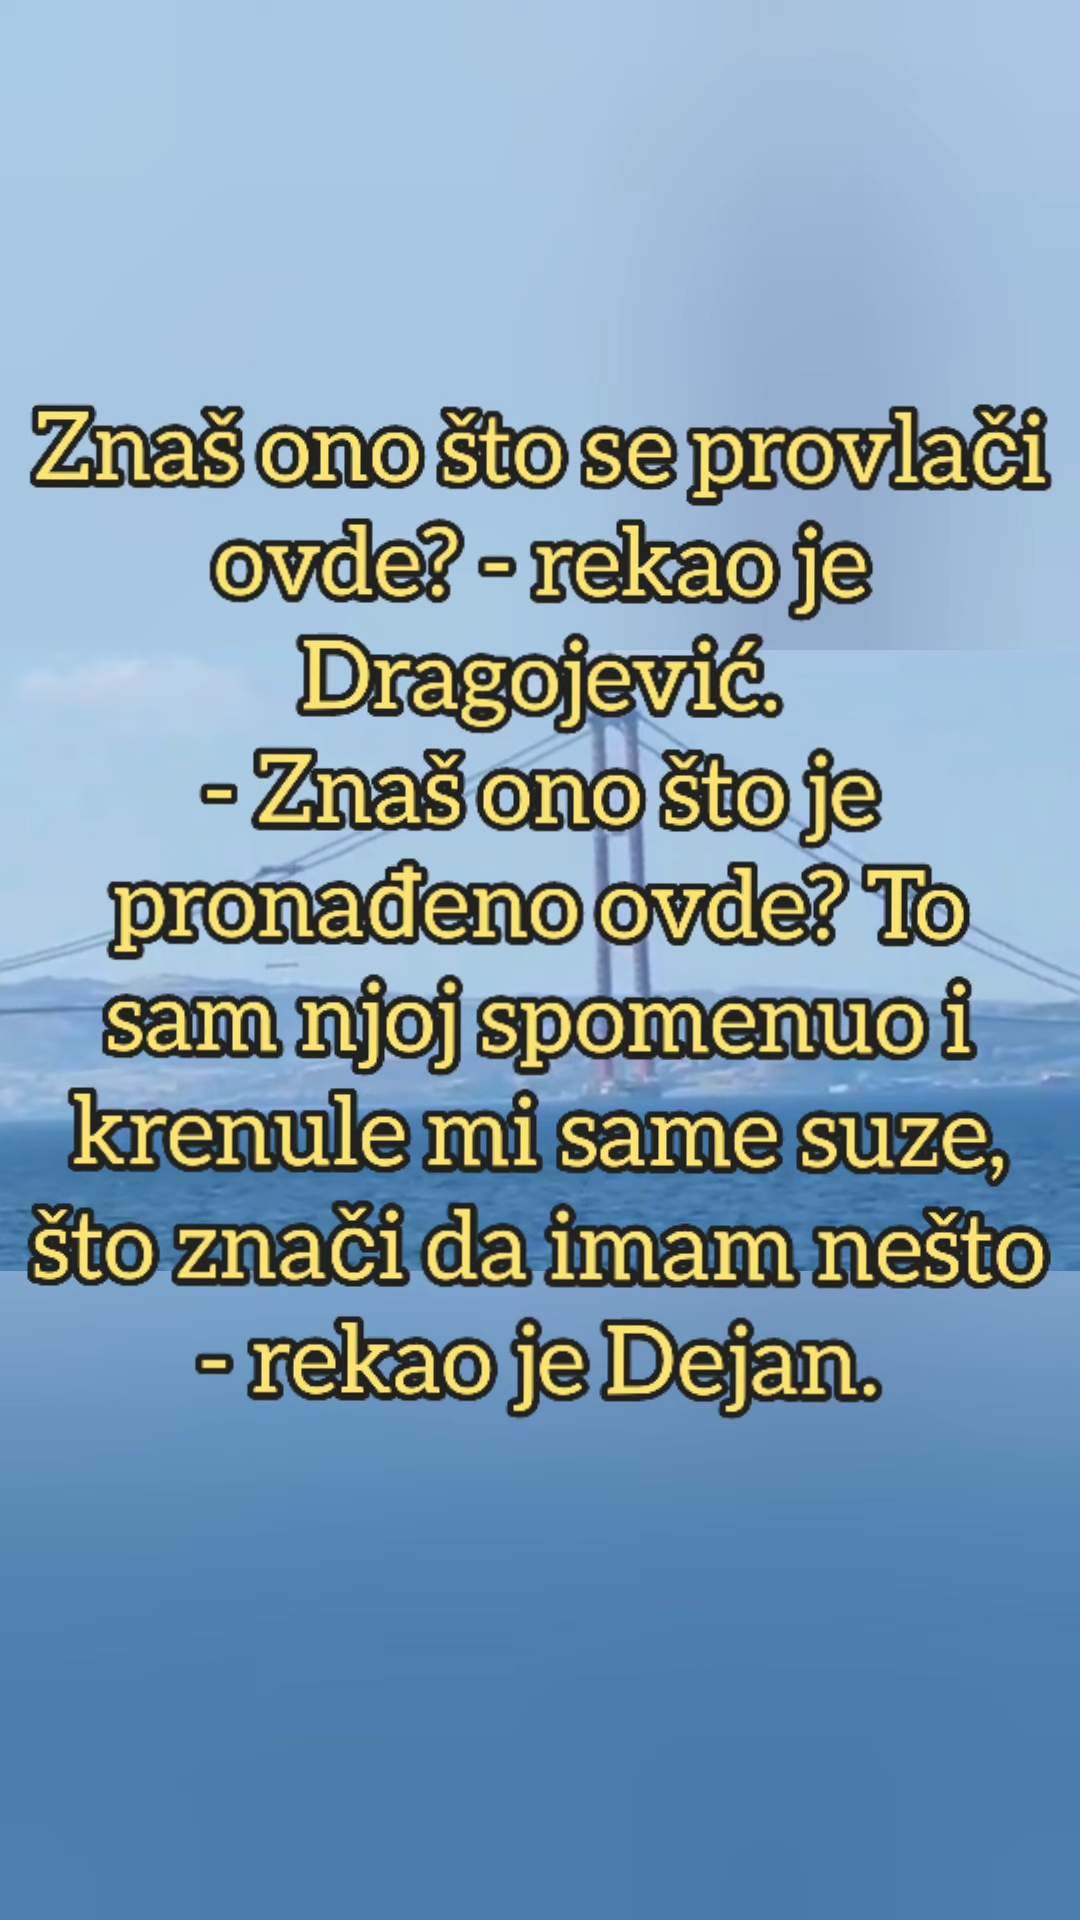 Znaš ono što se provlači
ovde? - rekao je
Dragojević.
- Znaš ono što je
pronađeno ovde? To
sam njoj spomenuo i
krenule mi same suze,
što znači da imam nešto
- rekao je Dejan.